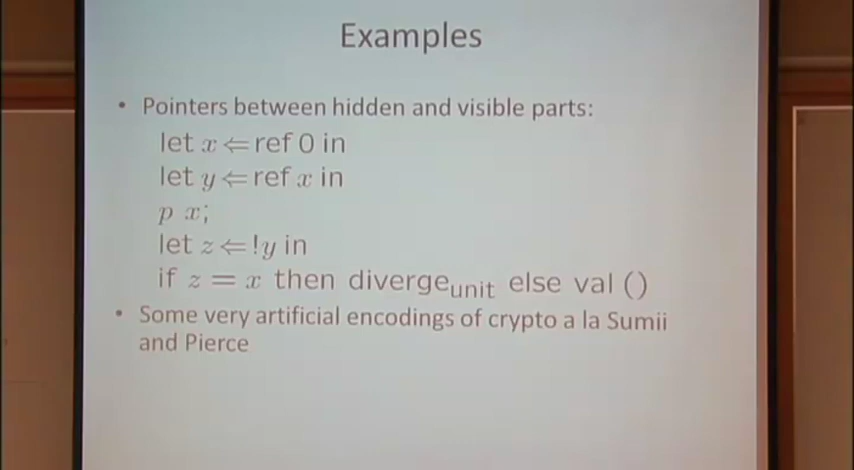 Examples
• Pointers between hidden and visible parts:
let x ⇐ ref 0 in
let y ⇐ ref x in
p x;
let z ⇐ !y in
if z = x then diverge_unit else val ()
• Some very artificial encodings of crypto a la Sumii
and Pierce